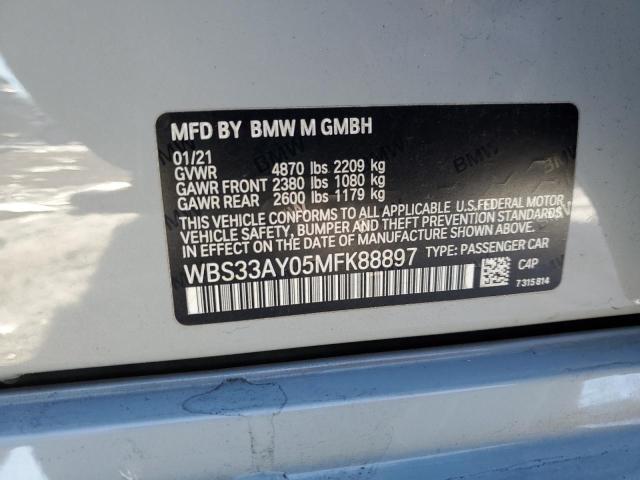 MFD BY BMW M GMBH
01/21
GVWR 4870 lbs 2209 kg
GAWR FRONT 2380 lbs 1080 kg
GAWR REAR 2600 lbs 1179 kg
THIS VEHICLE CONFORMS TO ALL APPLICABLE U.S.FEDERAL MOTOR
VEHICLE SAFETY, BUMPER, AND THEFT PREVENTION STANDARDS
IN EFFECT ON THE DATE OF MANUFACTURE SHOWN ABOVE.
WBS33AY05MFK88897 TYPE: PASSENGER CAR
C4P
7315814